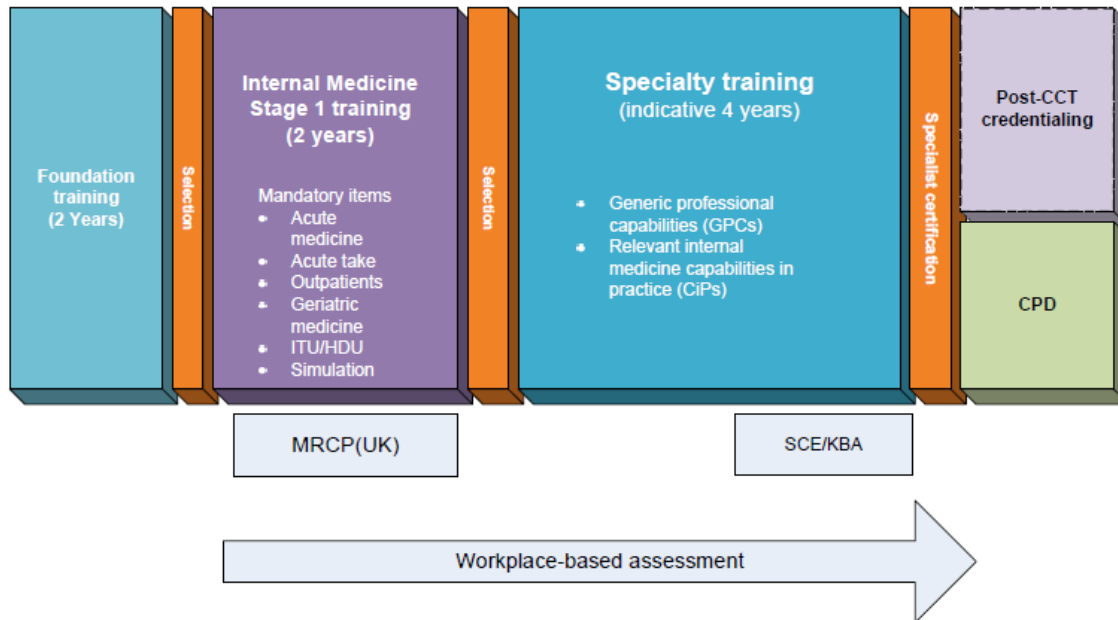 Foundation
training
(2 Years)
Selection
Internal Medicine
Stage 1 training
(2 years)
Mandatory items
Acute
medicine
Acute take
Outpatients
Geriatric
medicine
ITU/HDU
Simulation
Selection
Specialty training
(indicative 4 years)
Generic professional
capabilities (GPCs)
Relevant internal
medicine capabilities in
practice (CiPs)
Specialist certification
Post-CCT
credentialing
CPD
MRCP(UK)
SCE/KBA
Workplace-based assessment